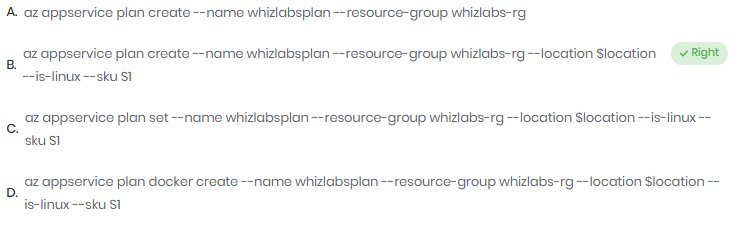 A. az appservice plan create --name whizlabsplan --resource-group whizlabs-rg
B. az appservice plan create --name whizlabsplan --resource-group whizlabs-rg --location $location
--is-linux --sku S1
Right
C. az appservice plan set --name whizlabsplan --resource-group whizlabs-rg --location $location --is-linux --
sku S1
D. az appservice plan docker create --name whizlabsplan --resource-group whizlabs-rg --location $location --
is-linux --sku S1